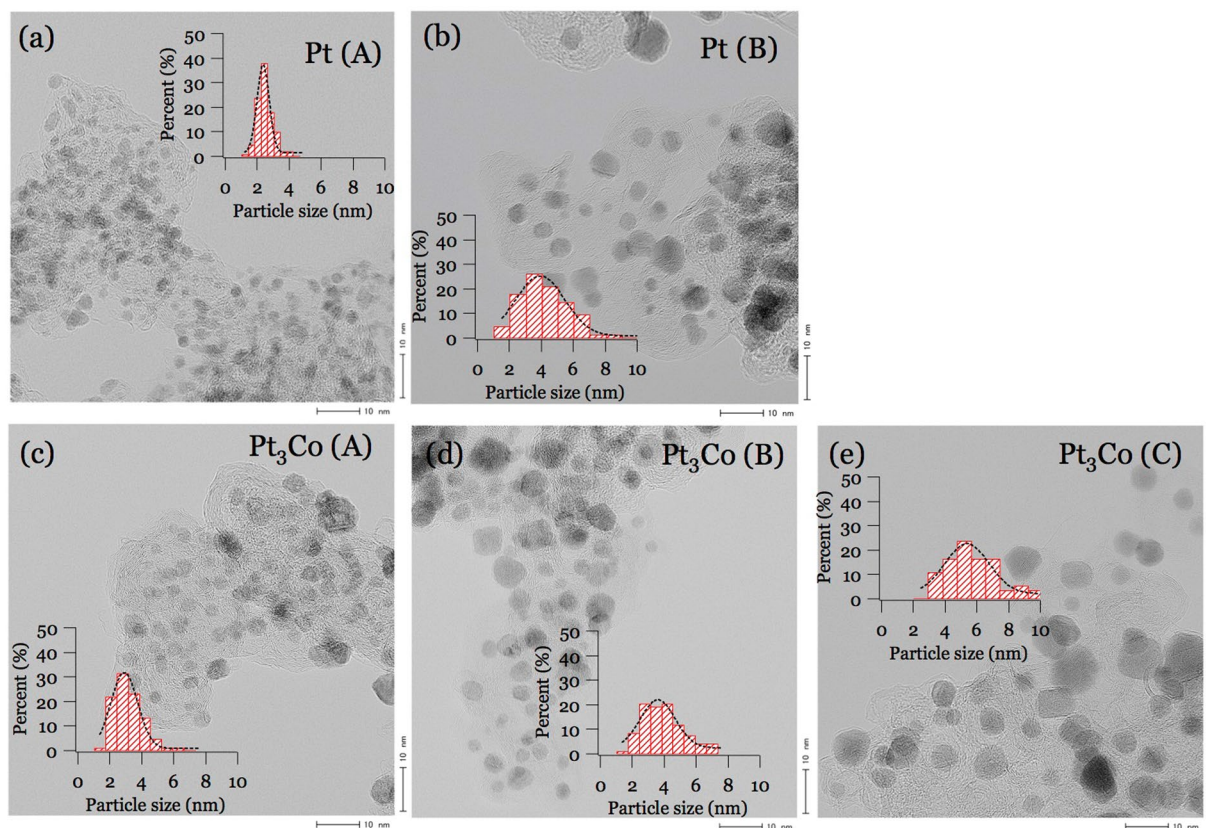 (a)
Pt (A)
Percent (%)
50
40
30
20
10
0
0 2 4 6 8 10
Particle size (nm)
10 nm
10 nm
(b)
Pt (B)
Percent (%)
50
40
30
20
10
0
0 2 4 6 8 10
Particle size (nm)
10 nm
10 nm
(c)
Pt₃Co (A)
Percent (%)
50
40
30
20
10
0
0 2 4 6 8 10
Particle size (nm)
10 nm
10 nm
(d)
Pt₃Co (B)
Percent (%)
50
40
30
20
10
0
0 2 4 6 8 10
Particle size (nm)
10 nm
10 nm
(e)
Pt₃Co (C)
Percent (%)
50
40
30
20
10
0
0 2 4 6 8 10
Particle size (nm)
10 nm